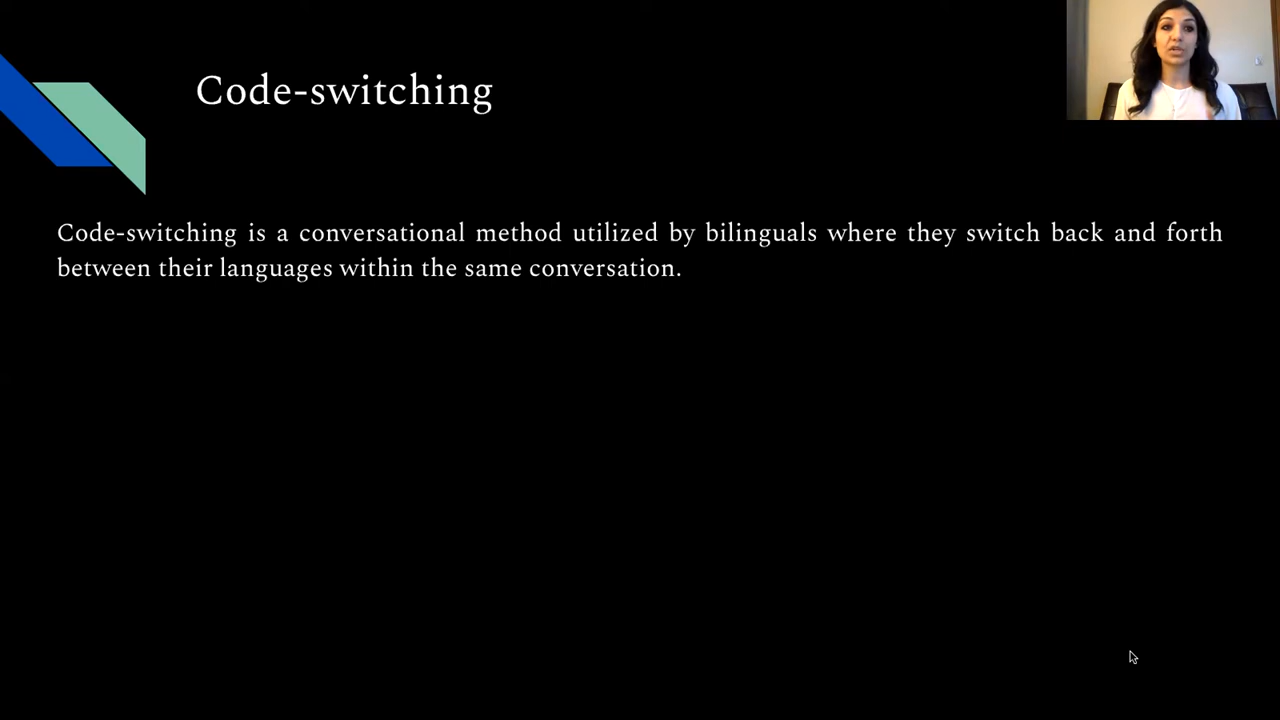 Code-switching
Code-switching is a conversational method utilized by bilinguals where they switch back and forth
between their languages within the same conversation.